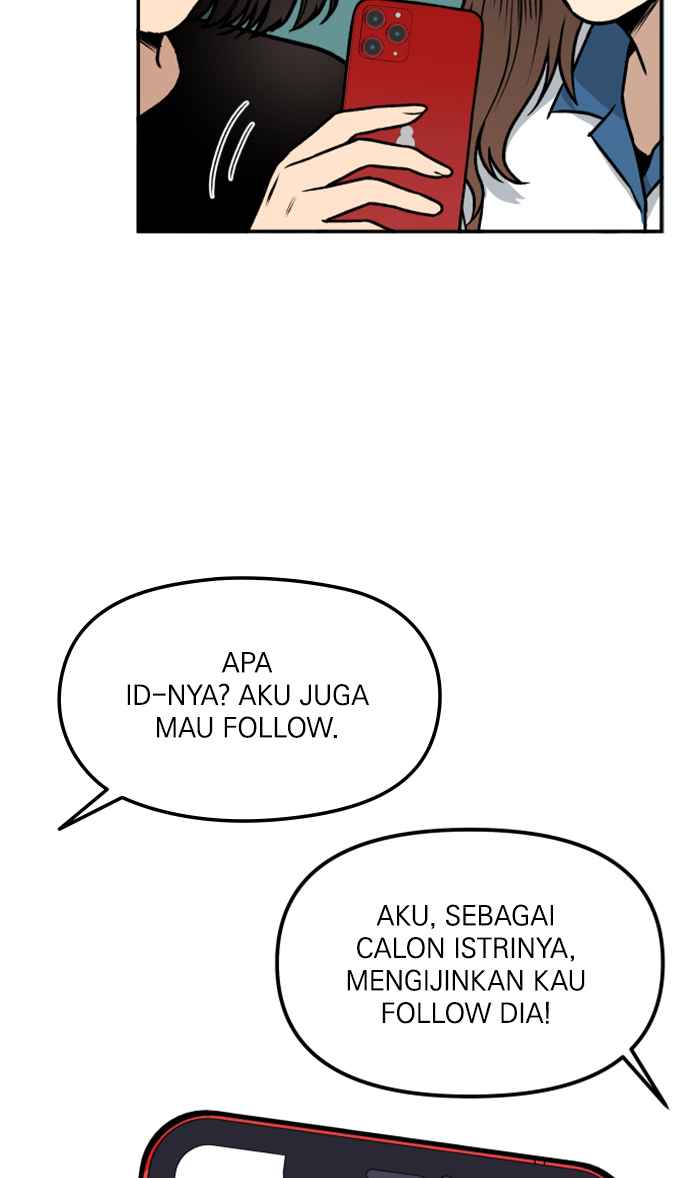 APA
ID-NYA? AKU JUGA
MAU FOLLOW.
AKU, SEBAGAI
CALON ISTRINYA,
MENGIJINKAN KAU
FOLLOW DIA!